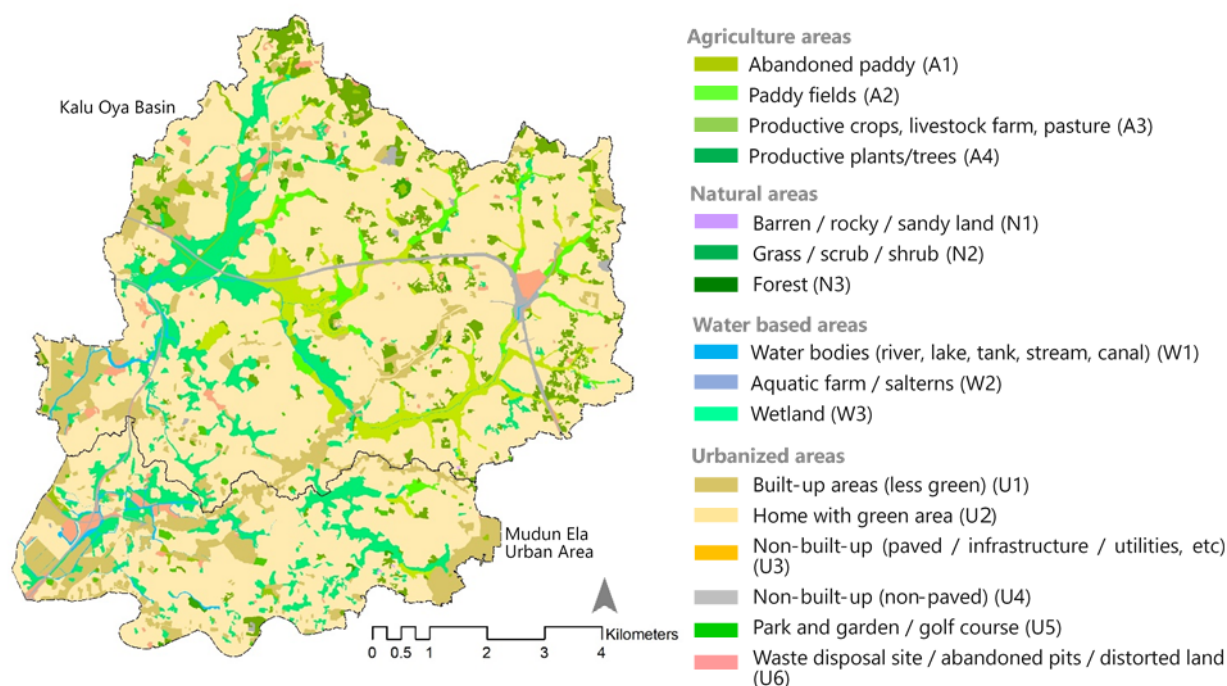 Kalu Oya Basin
Mudun Ela
Urban Area
Kilometers
0 0.5 1 2 3 4
Agriculture areas
Abandoned paddy (A1)
Paddy fields (A2)
Productive crops, livestock farm, pasture (A3)
Productive plants/trees (A4)
Natural areas
Barren / rocky / sandy land (N1)
Grass / scrub / shrub (N2)
Forest (N3)
Water based areas
Water bodies (river, lake, tank, stream, canal) (W1)
Aquatic farm / salterns (W2)
Wetland (W3)
Urbanized areas
Built-up areas (less green) (U1)
Home with green area (U2)
Non-built-up (paved / infrastructure / utilities, etc)
(U3)
Non-built-up (non-paved) (U4)
Park and garden / golf course (U5)
Waste disposal site / abandoned pits / distorted land
(U6)